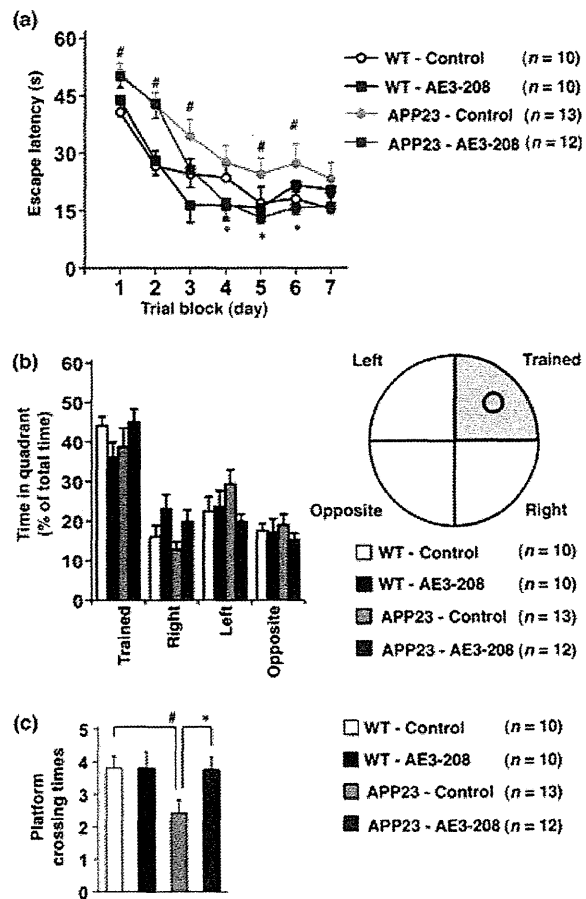 (a)
60
45
30
15
0
Escape latency (s)
#
#
#
#
#
*
*
*
1 2 3 4 5 6 7
Trial block (day)
WT - Control (n = 10)
WT - AE3-208 (n = 10)
APP23 - Control (n = 13)
APP23 - AE3-208 (n = 12)
(b)
60
50
40
30
20
10
0
Time in quadrant
(% of total time)
Trained
Right
Left
Opposite
Left
Trained
Opposite
Right
WT - Control (n = 10)
WT - AE3-208 (n = 10)
APP23 - Control (n = 13)
APP23 - AE3-208 (n = 12)
(c)
5
4
3
2
1
0
Platform
crossing times
#
*
WT - Control (n = 10)
WT - AE3-208 (n = 10)
APP23 - Control (n = 13)
APP23 - AE3-208 (n = 12)